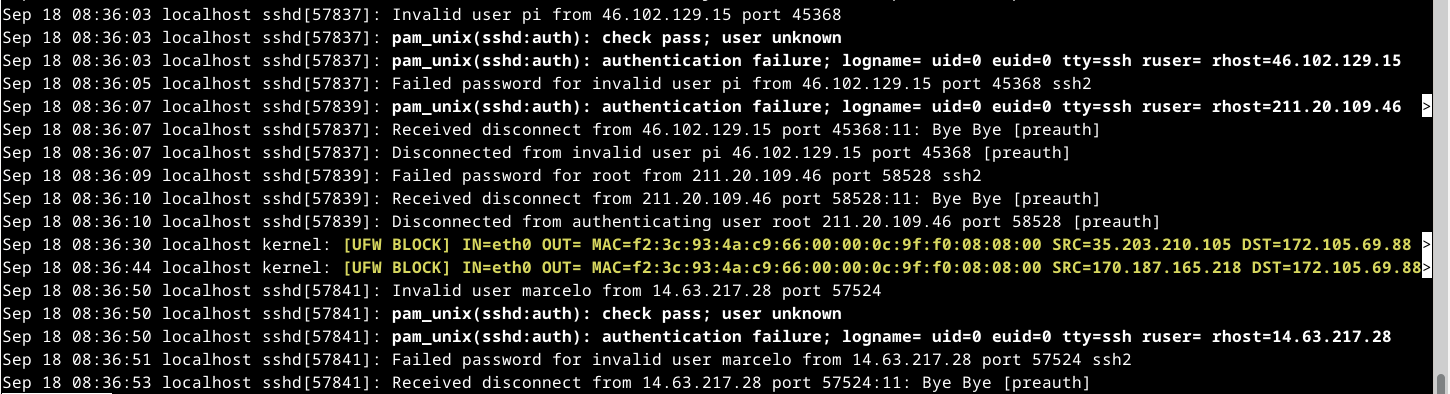 Sep 18 08:36:03 localhost sshd[57837]: Invalid user pi from 46.102.129.15 port 45368
Sep 18 08:36:03 localhost sshd[57837]: pam_unix(sshd:auth): check pass; user unknown
Sep 18 08:36:03 localhost sshd[57837]: pam_unix(sshd:auth): authentication failure; logname= uid=0 euid=0 tty=ssh ruser= rhost=46.102.129.15
Sep 18 08:36:05 localhost sshd[57837]: Failed password for invalid user pi from 46.102.129.15 port 45368 ssh2
Sep 18 08:36:07 localhost sshd[57839]: pam_unix(sshd:auth): authentication failure; logname= uid=0 euid=0 tty=ssh ruser= rhost=211.20.109.46 >
Sep 18 08:36:07 localhost sshd[57837]: Received disconnect from 46.102.129.15 port 45368:11: Bye Bye [preauth]
Sep 18 08:36:07 localhost sshd[57837]: Disconnected from invalid user pi 46.102.129.15 port 45368 [preauth]
Sep 18 08:36:09 localhost sshd[57839]: Failed password for root from 211.20.109.46 port 58528 ssh2
Sep 18 08:36:10 localhost sshd[57839]: Received disconnect from 211.20.109.46 port 58528:11: Bye Bye [preauth]
Sep 18 08:36:10 localhost sshd[57839]: Disconnected from authenticating user root 211.20.109.46 port 58528 [preauth]
Sep 18 08:36:30 localhost kernel: [UFW BLOCK] IN=eth0 OUT= MAC=f2:3c:93:4a:c9:66:00:00:0c:9f:f0:08:08:00 SRC=35.203.210.105 DST=172.105.69.88 >
Sep 18 08:36:44 localhost kernel: [UFW BLOCK] IN=eth0 OUT= MAC=f2:3c:93:4a:c9:66:00:00:0c:9f:f0:08:08:00 SRC=170.187.165.218 DST=172.105.69.88>
Sep 18 08:36:50 localhost sshd[57841]: Invalid user marcelo from 14.63.217.28 port 57524
Sep 18 08:36:50 localhost sshd[57841]: pam_unix(sshd:auth): check pass; user unknown
Sep 18 08:36:50 localhost sshd[57841]: pam_unix(sshd:auth): authentication failure; logname= uid=0 euid=0 tty=ssh ruser= rhost=14.63.217.28
Sep 18 08:36:51 localhost sshd[57841]: Failed password for invalid user marcelo from 14.63.217.28 port 57524 ssh2
Sep 18 08:36:53 localhost sshd[57841]: Received disconnect from 14.63.217.28 port 57524:11: Bye Bye [preauth]